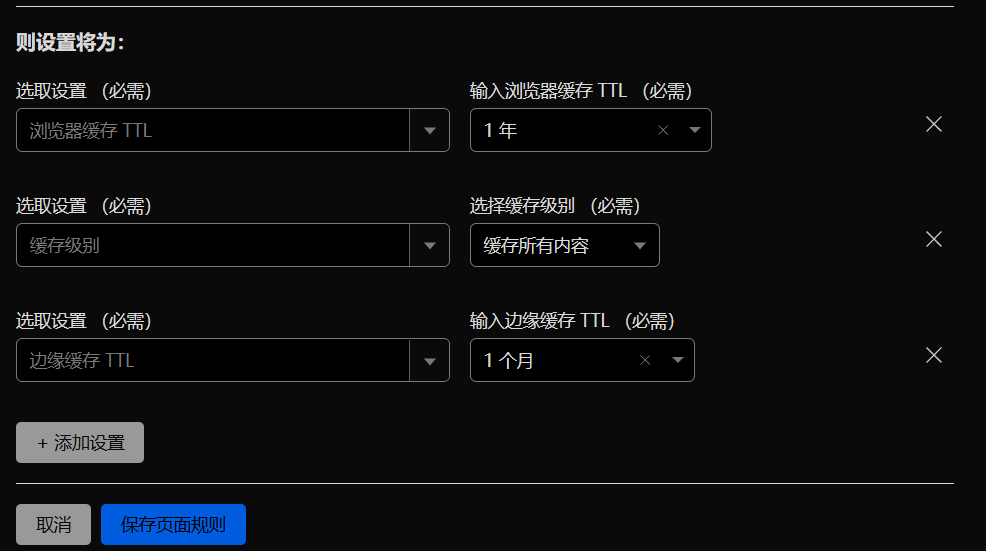 则设置将为：
选取设置 （必需） 输入浏览器缓存 TTL （必需）
浏览器缓存 TTL 1 年
选取设置 （必需） 选择缓存级别 （必需）
缓存级别 缓存所有内容
选取设置 （必需） 输入边缘缓存 TTL （必需）
边缘缓存 TTL 1 个月
+ 添加设置
取消 保存页面规则